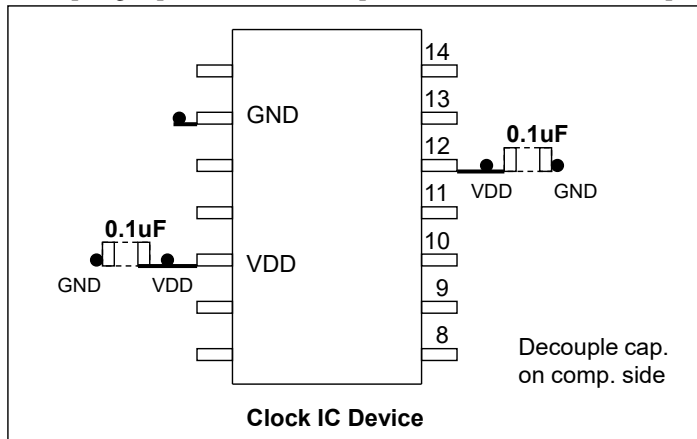 14
GND
13
12
0.1uF
VDD
GND
11
0.1uF
VDD
10
GND
VDD
9
8
Decouple cap.
on comp. side
Clock IC Device